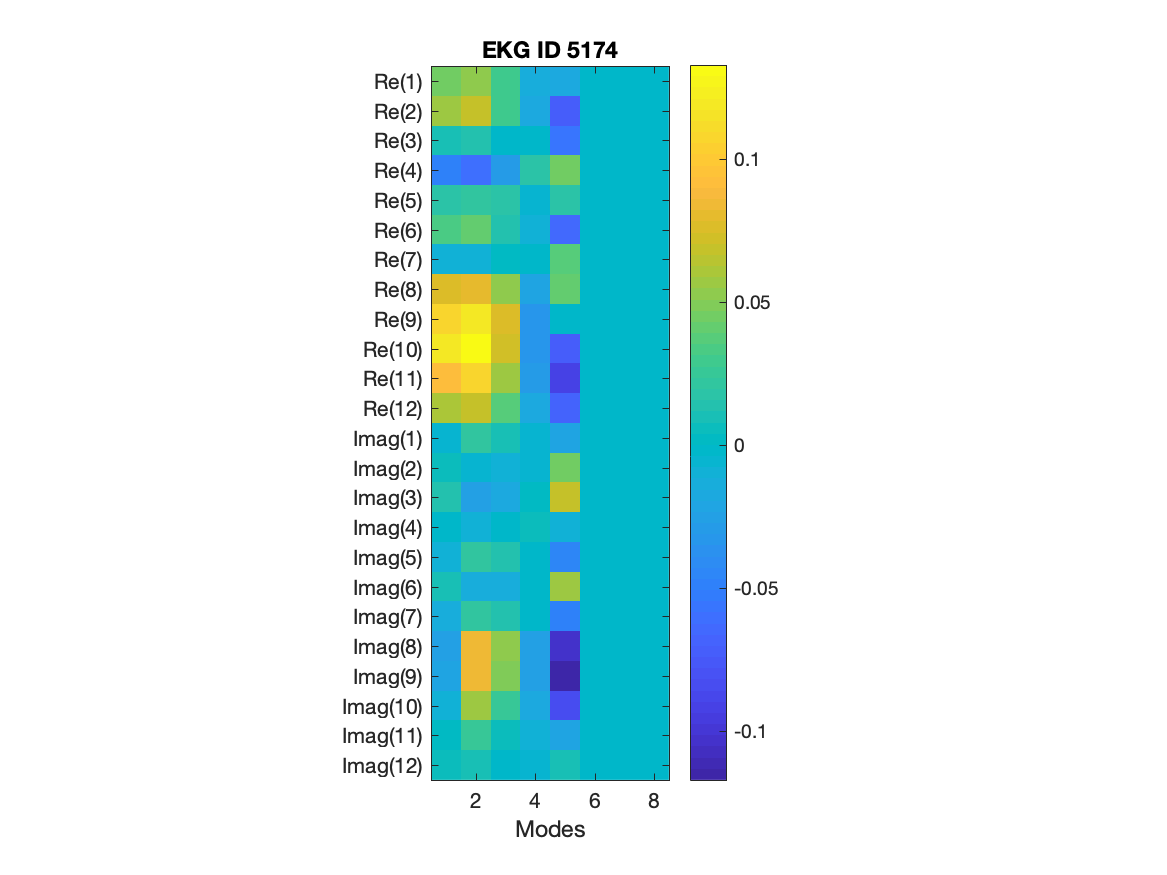 EKG ID 5174
Re(1)
Re(2)
Re(3)
Re(4)
Re(5)
Re(6)
Re(7)
Re(8)
Re(9)
Re(10)
Re(11)
Re(12)
Imag(1)
Imag(2)
Imag(3)
Imag(4)
Imag(5)
Imag(6)
Imag(7)
Imag(8)
Imag(9)
Imag(10)
Imag(11)
Imag(12)
2 4 6 8
Modes
0.1
0.05
0
-0.05
-0.1